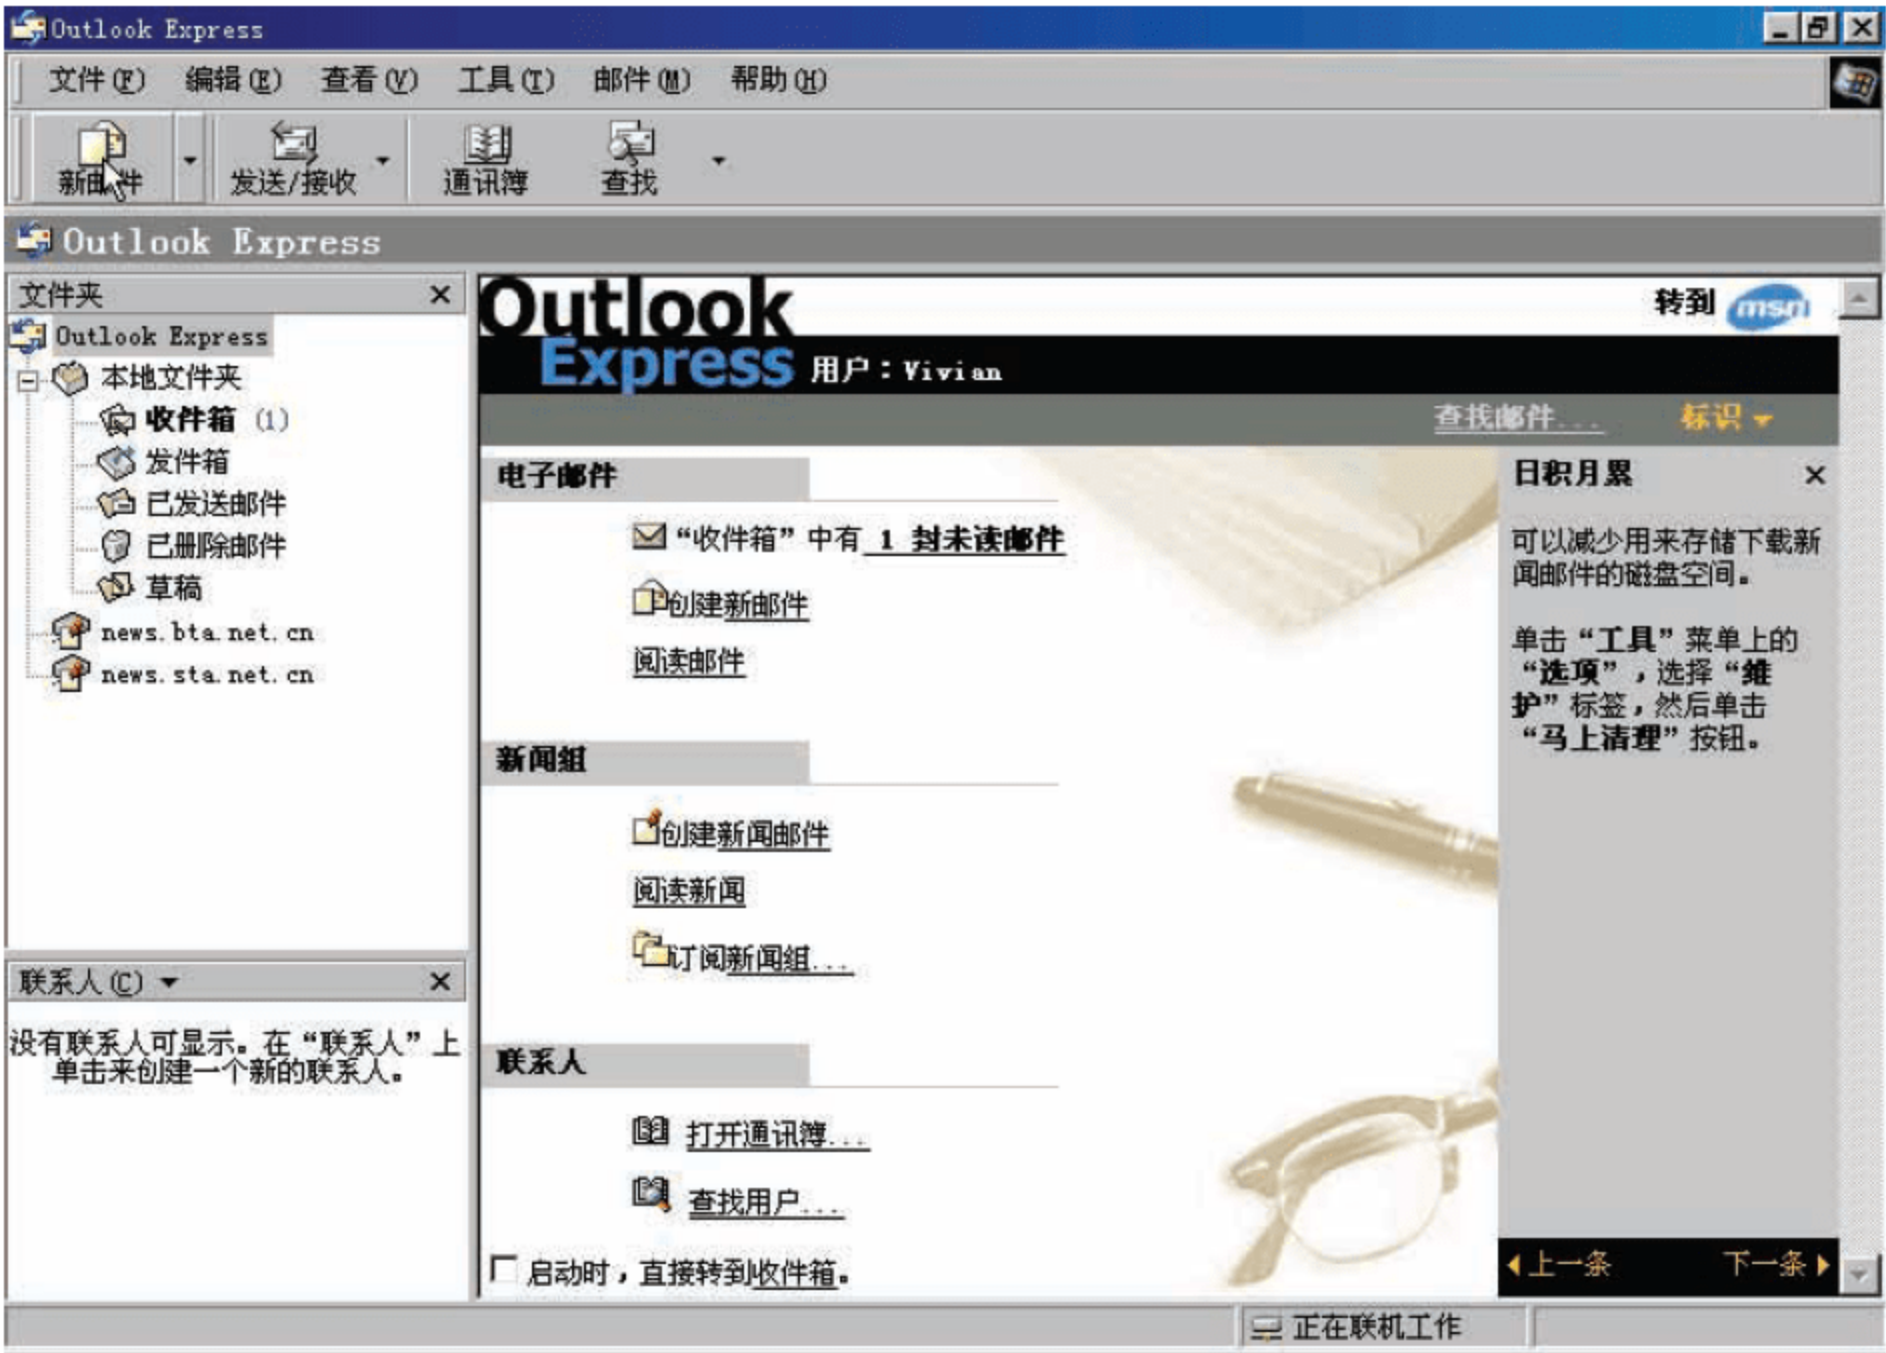 Outlook Express
文件(F) 编辑(E) 查看(V) 工具(T) 邮件(M) 帮助(H)
新邮件 发送/接收 通讯簿 查找
Outlook Express
文件夹
Outlook Express
本地文件夹
收件箱 (1)
发件箱
已发送邮件
已删除邮件
草稿
news.bta.net.cn
news.sta.net.cn
联系人(C)
没有联系人可显示。在“联系人”上
单击来创建一个新的联系人。
Outlook
Express 用户：Vivian
转到 msn
查找邮件... 标识
电子邮件
“收件箱”中有 1 封未读邮件
创建新邮件
阅读邮件
新闻组
创建新闻邮件
阅读新闻
订阅新闻组...
联系人
打开通讯簿...
查找用户...
启动时，直接转到收件箱。
日积月累
可以减少用来存储下载新
闻邮件的磁盘空间。
单击“工具”菜单上的
“选项”，选择“维
护”标签，然后单击
“马上清理”按钮。
上一条 下一条
正在联机工作